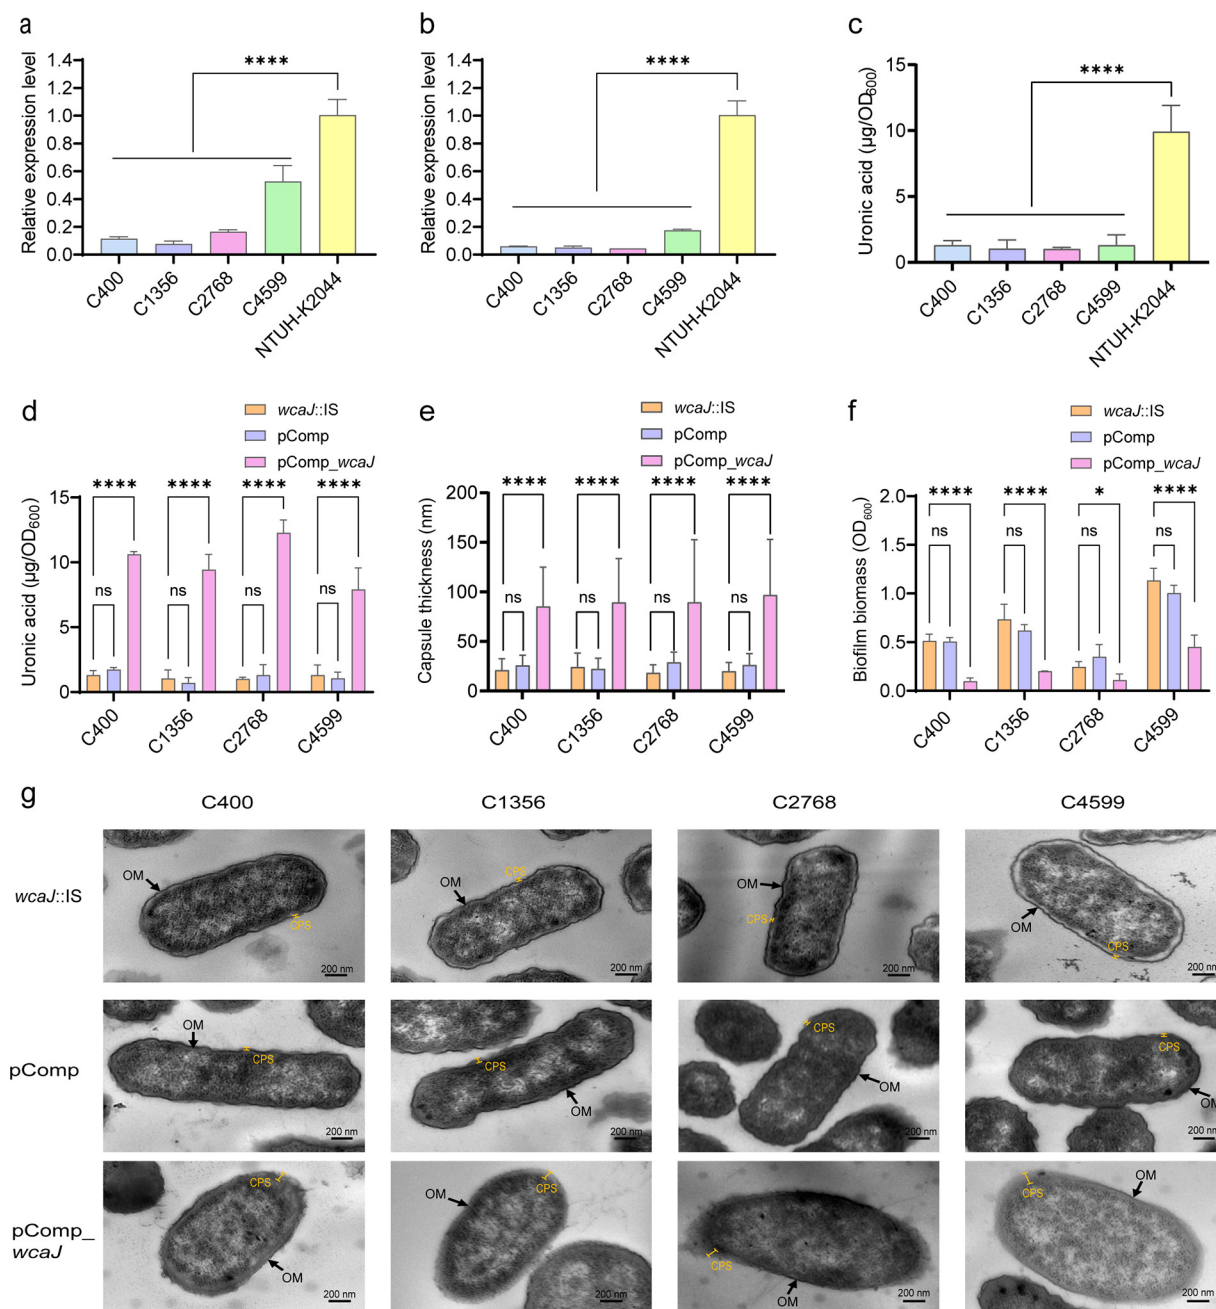 a
Relative expression level
1.4
1.2
1.0
0.8
0.6
0.4
0.2
0.0
****
C400
C1356
C2768
C4599
NTUH-K2044
b
Relative expression level
1.4
1.2
1.0
0.8
0.6
0.4
0.2
0.0
****
C400
C1356
C2768
C4599
NTUH-K2044
c
Uronic acid (µg/OD600)
15
10
5
0
****
C400
C1356
C2768
C4599
NTUH-K2044
d
wcaJ::IS
pComp
pComp_wcaJ
Uronic acid (µg/OD600)
15
10
5
0
**** **** **** ****
ns ns ns ns
C400
C1356
C2768
C4599
e
wcaJ::IS
pComp
pComp_wcaJ
Capsule thickness (nm)
200
150
100
50
0
**** **** **** ****
ns ns ns ns
C400
C1356
C2768
C4599
f
wcaJ::IS
pComp
pComp_wcaJ
Biofilm biomass (OD600)
2.0
1.5
1.0
0.5
0.0
**** **** * ****
ns ns ns ns
C400
C1356
C2768
C4599
g
C400 C1356 C2768 C4599
wcaJ::IS
OM CPS 200 nm
OM CPS 200 nm
OM CPS 200 nm
OM CPS 200 nm
pComp
OM CPS 200 nm
CPS OM 200 nm
CPS OM 200 nm
CPS OM 200 nm
pComp_
wcaJ
CPS OM 200 nm
OM CPS 200 nm
CPS OM 200 nm
CPS OM 200 nm